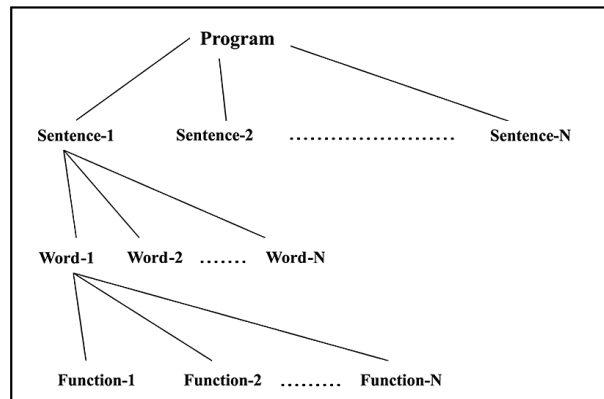 Program
Sentence-1 Sentence-2 ........................... Sentence-N
Word-1 Word-2 ....... Word-N
Function-1 Function-2 ......... Function-N